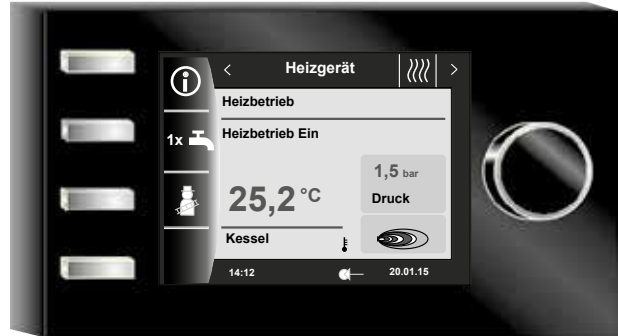 < Heizgerät >
Heizbetrieb
1x
Heizbetrieb Ein
1,5 bar
Druck
25,2 °C
Kessel
14:12
20.01.15